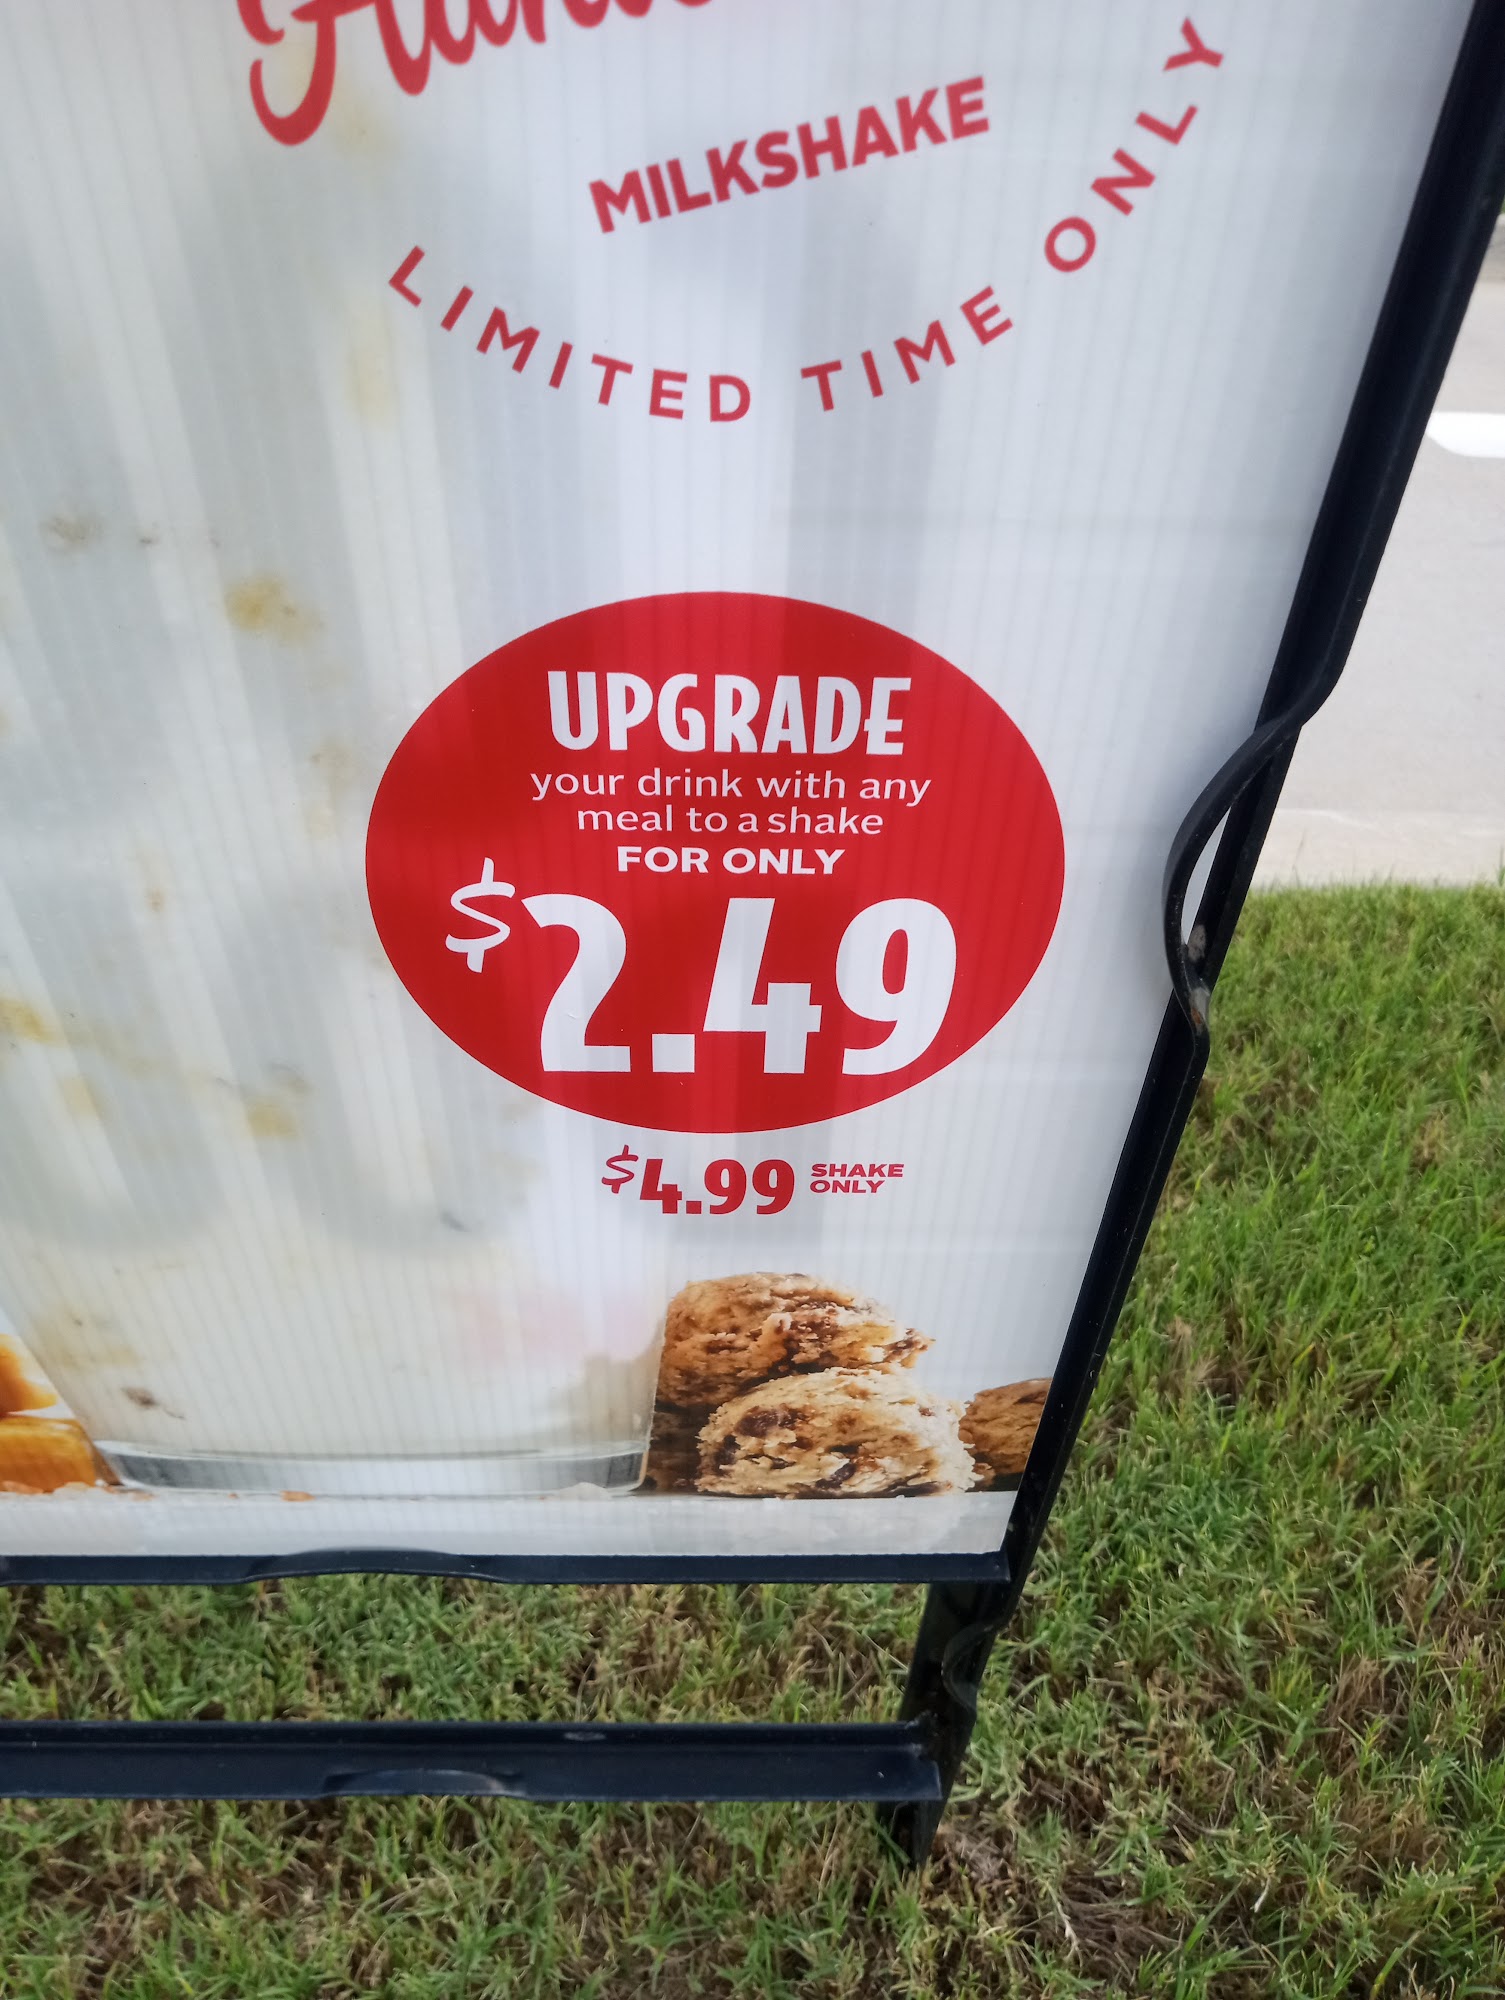 MILKSHAKE
LIMITED TIME ONLY
UPGRADE
your drink with any
meal to a shake
FOR ONLY
$2.49
$4.99 SHAKE
ONLY